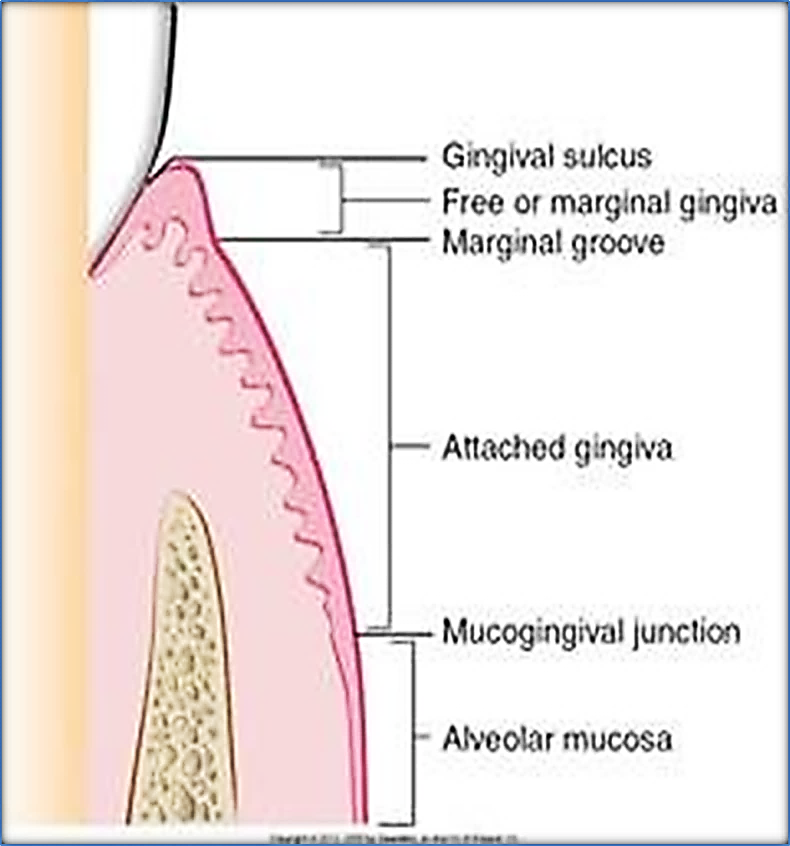 Gingival sulcus
Free or marginal gingiva
Marginal groove
Attached gingiva
Mucogingival junction
Alveolar mucosa